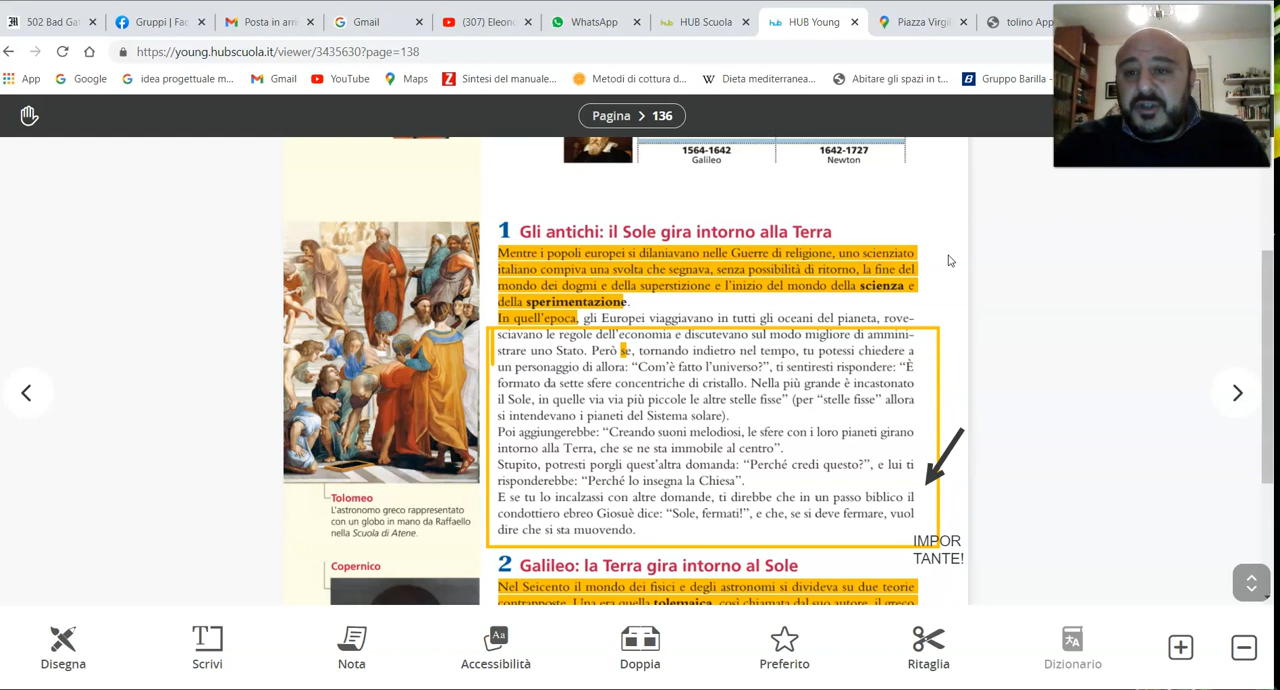 502 Bad Gat
Gruppi | Fac
Posta in arri
Gmail
(307) Eleon
WhatsApp
HUB Scuola
HUB Young
Piazza Virgil
tolino App
https://young.hubscuola.it/viewer/3435630?page=138
App
Google
idea progettuale m...
Gmail
YouTube
Maps
Sintesi del manuale...
Metodi di cottura d...
Dieta mediterranea...
Abitare gli spazi in t...
Gruppo Barilla -
Pagina > 136
1564-1642
Galileo
1642-1727
Newton
1 Gli antichi: il Sole gira intorno alla Terra
Mentre i popoli europei si dilaniavano nelle Guerre di religione, uno scienziato
italiano compiva una svolta che segnava, senza possibilità di ritorno, la fine del
mondo dei dogmi e della superstizione e l'inizio del mondo della scienza e
della sperimentazione.
In quell'epoca, gli Europei viaggiavano in tutti gli oceani del pianeta, rove-
sciavano le regole dell'economia e discutevano sul modo migliore di ammini-
strare uno Stato. Però se, tornando indietro nel tempo, tu potessi chiedere a
un personaggio di allora: "Com'è fatto l'universo?", ti sentiresti rispondere: "È
formato da sette sfere concentriche di cristallo. Nella più grande è incastonato
il Sole, in quelle via via più piccole le altre stelle fisse" (per "stelle fisse" allora
si intendevano i pianeti del Sistema solare).
Poi aggiungerebbe: "Creando suoni melodiosi, le sfere con i loro pianeti girano
intorno alla Terra, che se ne sta immobile al centro".
Stupito, potresti porgli quest'altra domanda: "Perché credi questo?", e lui ti
risponderebbe: "Perché lo insegna la Chiesa".
E se tu lo incalzassi con altre domande, ti direbbe che in un passo biblico il
condottiero ebreo Giosuè dice: "Sole, fermati!", e che, se si deve fermare, vuol
dire che si sta muovendo.
IMPOR
TANTE!
Tolomeo
L'astronomo greco rappresentato
con un globo in mano da Raffaello
nella Scuola di Atene.
Copernico
2 Galileo: la Terra gira intorno al Sole
Nel Seicento il mondo dei fisici e degli astronomi si divideva su due teorie
contrapposte. Una era quella tolemaica, così chiamata dal suo autore, il greco
Disegna
Scrivi
Nota
Accessibilità
Doppia
Preferito
Ritaglia
Dizionario